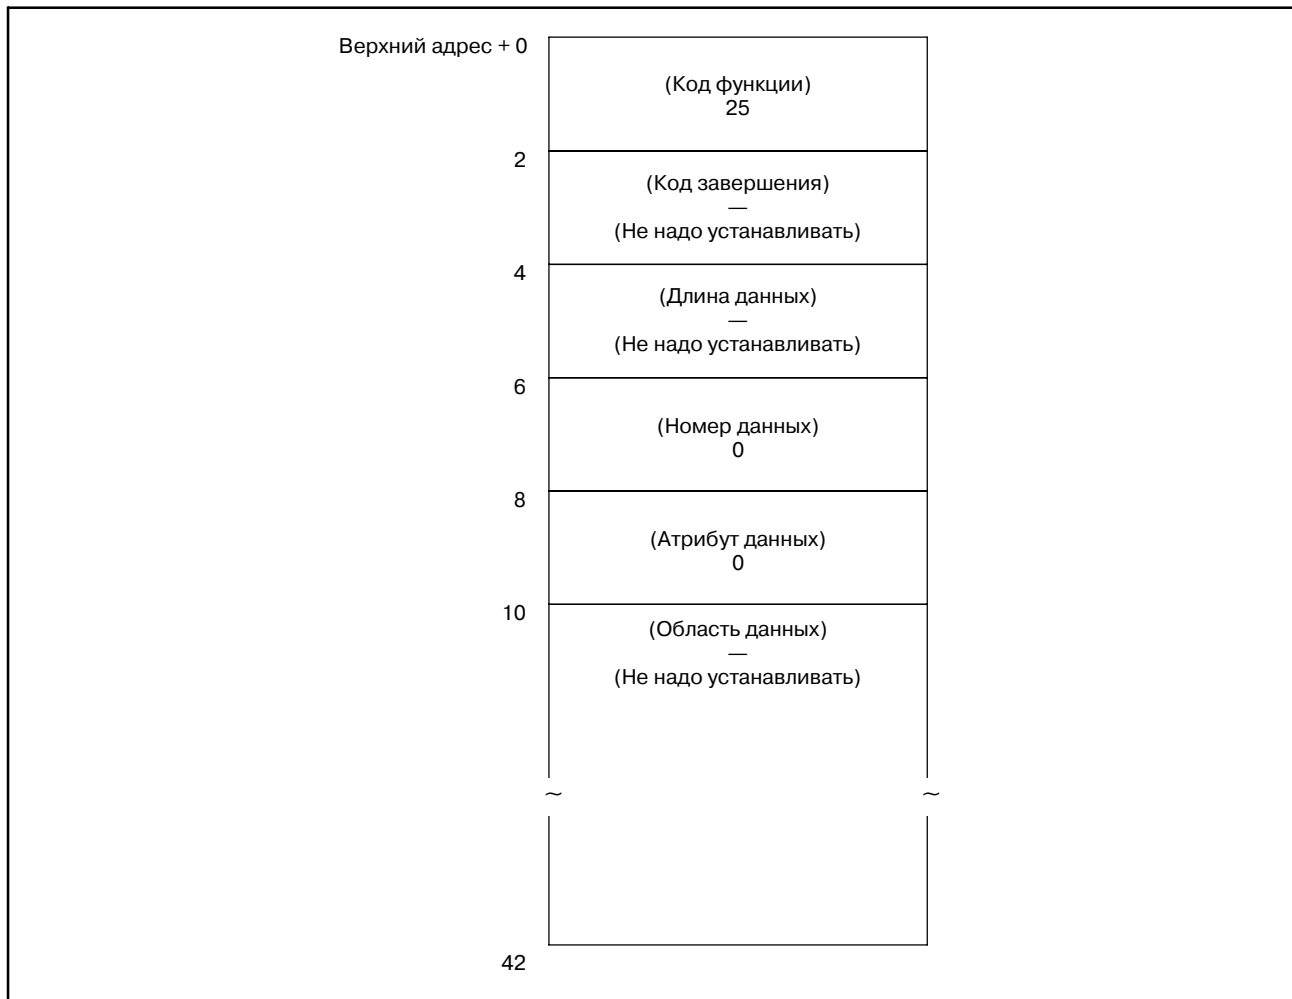 Верхний адрес + 0
(Код функции)
25
2
(Код завершения)
—
(Не надо устанавливать)
4
(Длина данных)
—
(Не надо устанавливать)
6
(Номер данных)
0
8
(Атрибут данных)
0
10
(Область данных)
—
(Не надо устанавливать)
~ ~
42